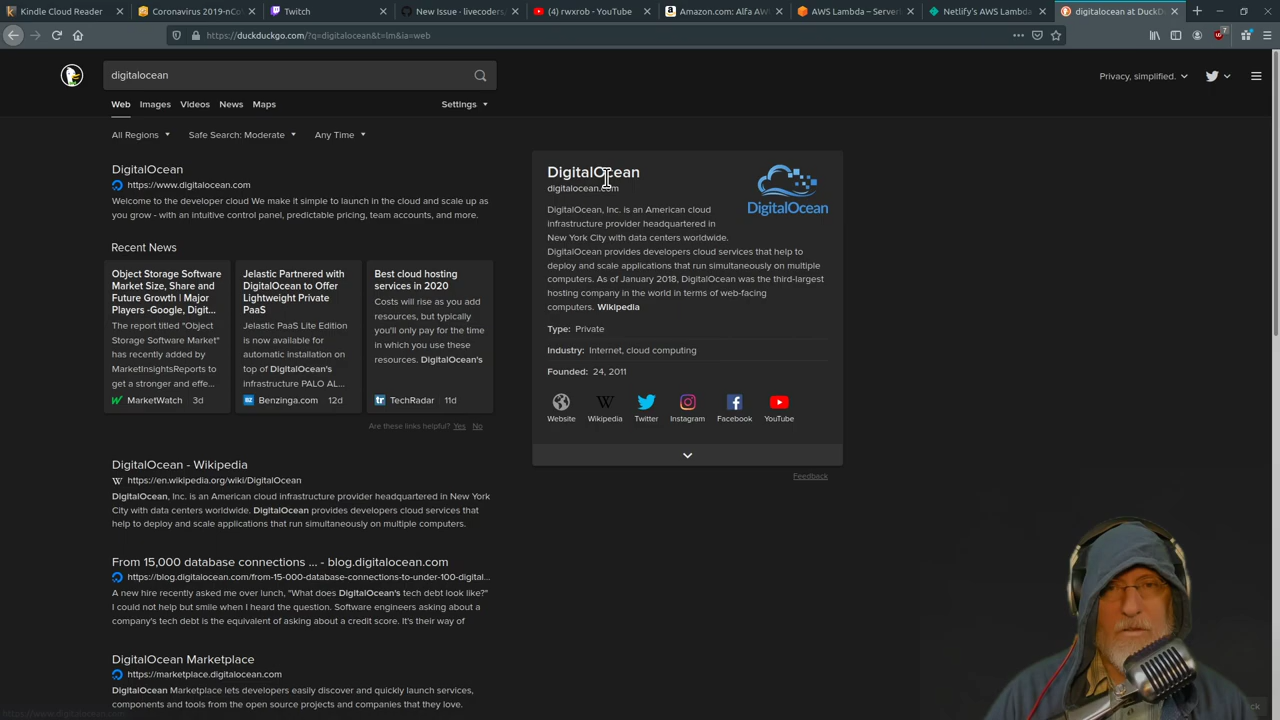 Kindle Cloud Reader
Coronavirus 2019-nCo
Twitch
New Issue · livecoders/
(4) rwxrob - YouTube
Amazon.com: Alfa AW
AWS Lambda – Server
Netlify's AWS Lambda
digitalocean at DuckD
https://duckduckgo.com/?q=digitalocean&t=lm&ia=web
7
digitalocean
Privacy, simplified.
Web
Images
Videos
News
Maps
Settings
All Regions
Safe Search: Moderate
Any Time
DigitalOcean
https://www.digitalocean.com
Welcome to the developer cloud We make it simple to launch in the cloud and scale up as
you grow - with an intuitive control panel, predictable pricing, team accounts, and more.
Recent News
Object Storage Software
Market Size, Share and
Future Growth | Major
Players -Google, Digit...
The report titled "Object
Storage Software Market"
has recently added by
MarketInsightsReports to
get a stronger and effe...
MarketWatch 3d
Jelastic Partnered with
DigitalOcean to Offer
Lightweight Private
PaaS
Jelastic PaaS Lite Edition
is now available for
automatic installation on
top of DigitalOcean's
infrastructure PALO AL...
Benzinga.com 12d
Best cloud hosting
services in 2020
Costs will rise as you add
resources, but typically
you'll only pay for the time
in which you use these
resources. DigitalOcean's
TechRadar 11d
Are these links helpful? Yes No
DigitalOcean - Wikipedia
https://en.wikipedia.org/wiki/DigitalOcean
DigitalOcean, Inc. is an American cloud infrastructure provider headquartered in New York
City with data centers worldwide. DigitalOcean provides developers cloud services that
help to deploy and scale applications that run simultaneously on multiple computers.
From 15,000 database connections ... - blog.digitalocean.com
https://blog.digitalocean.com/from-15-000-database-connections-to-under-100-digital...
A new hire recently asked me over lunch, "What does DigitalOcean's tech debt look like?"
I could not help but smile when I heard the question. Software engineers asking about a
company's tech debt is the equivalent of asking about a credit score. It's their way of
DigitalOcean Marketplace
https://marketplace.digitalocean.com
DigitalOcean Marketplace lets developers easily discover and quickly launch services,
components and tools from the open source projects and companies that they love.
DigitalOcean
digitalocean.com
DigitalOcean
DigitalOcean, Inc. is an American cloud
infrastructure provider headquartered in
New York City with data centers worldwide.
DigitalOcean provides developers cloud services that help to
deploy and scale applications that run simultaneously on multiple
computers. As of January 2018, DigitalOcean was the third-largest
hosting company in the world in terms of web-facing
computers. Wikipedia
Type: Private
Industry: Internet, cloud computing
Founded: 24, 2011
Website
Wikipedia
Twitter
Instagram
Facebook
YouTube
Feedback